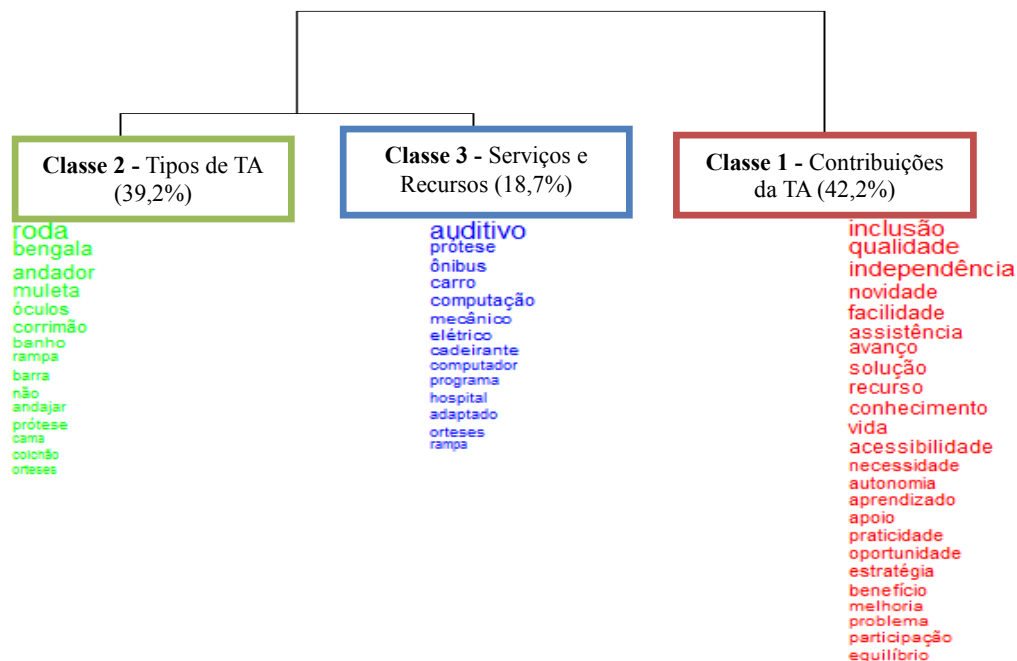 Classe 2 - Tipos de TA
(39,2%)
roda
bengala
andador
muleta
óculos
corrimão
banho
rampa
barra
não
andajar
prótese
cama
colchão
orteses
Classe 3 - Serviços e
Recursos (18,7%)
auditivo
prótese
ônibus
carro
computação
mecânico
elétrico
cadeirante
computador
programa
hospital
adaptado
orteses
rampa
Classe 1 - Contribuições
da TA (42,2%)
inclusão
qualidade
independência
novidade
facilidade
assistência
avanço
solução
recurso
conhecimento
vida
acessibilidade
necessidade
autonomia
aprendizado
apoio
praticidade
oportunidade
estratégia
benefício
melhoria
problema
participação
equilíbrio